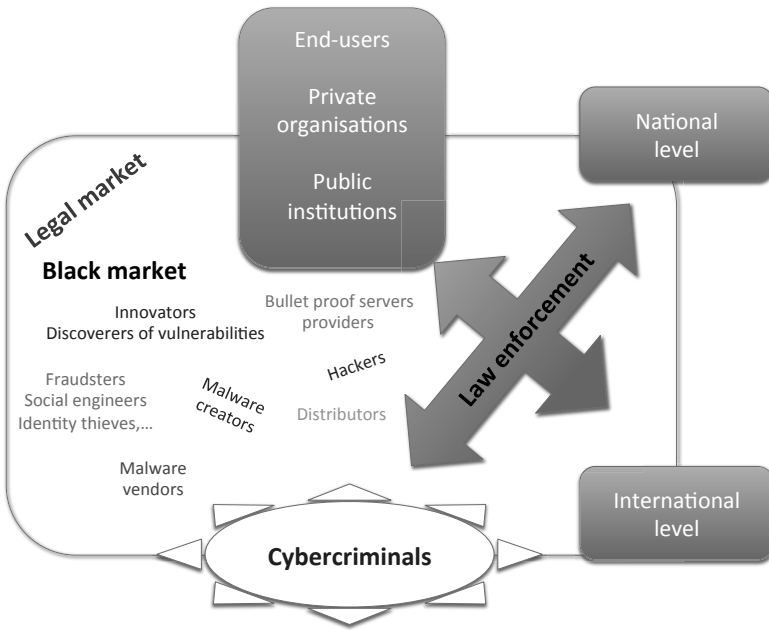 End-users
Private
organisations
Public
institutions
National
level
Legal market
Black market
Innovators
Discoverers of vulnerabilities
Bullet proof servers
providers
Law enforcement
Hackers
Fraudsters
Social engineers
Identity thieves,...
Malware
creators
Distributors
Malware
vendors
International
level
Cybercriminals